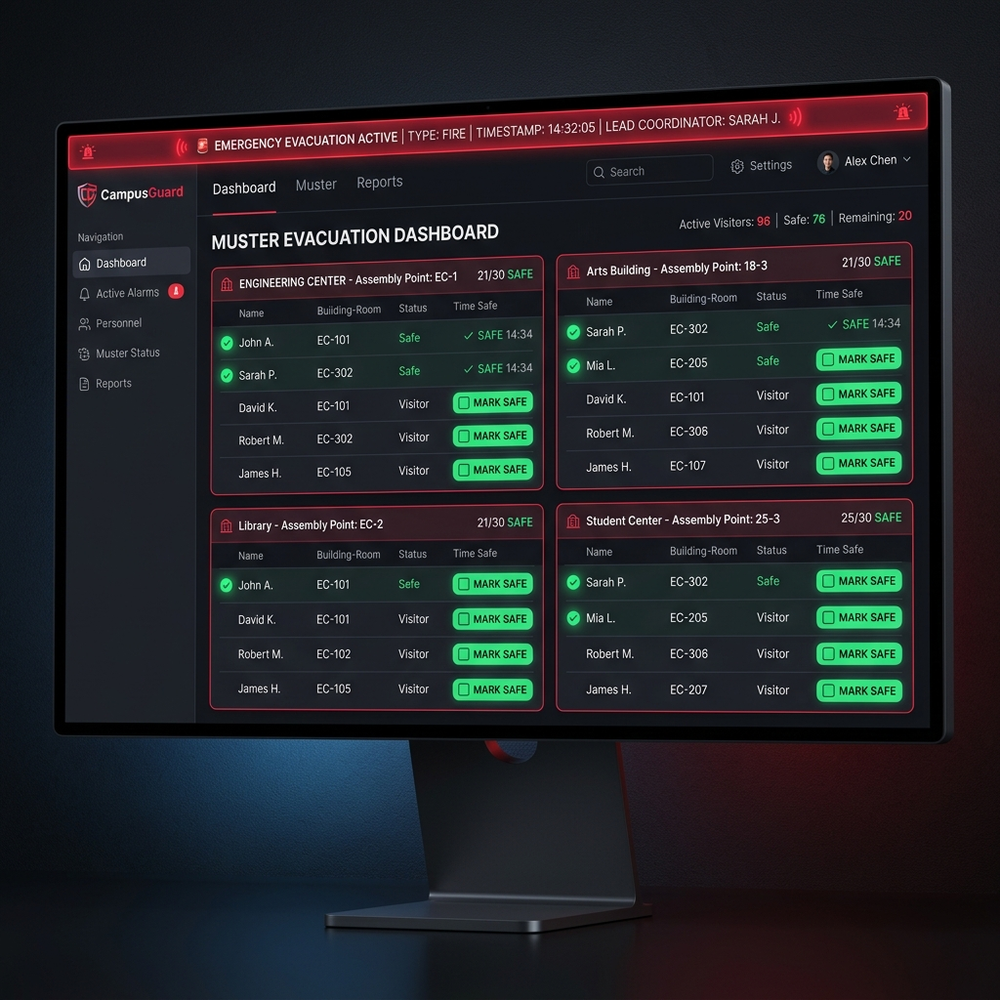 EMERGENCY EVACUATION ACTIVE | TYPE: FIRE | TIMESTAMP: 14:32:05 | LEAD COORDINATOR: SARAH J.
CampusGuard
Dashboard Muster Reports
Search
Settings
Alex Chen
Navigation
Dashboard
Active Alarms
Personnel
Muster Status
Reports
MUSTER EVACUATION DASHBOARD
Active Visitors: 96 | Safe: 76 | Remaining: 20
ENGINEERING CENTER - Assembly Point: EC-1 21/30 SAFE
Name Building-Room Status Time Safe
John A. EC-101 Safe ✓ SAFE 14:34
Sarah P. EC-302 Safe ✓ SAFE 14:34
David K. EC-101 Visitor MARK SAFE
Robert M. EC-302 Visitor MARK SAFE
James H. EC-105 Visitor MARK SAFE
Arts Building - Assembly Point: 18-3 21/30 SAFE
Name Building-Room Status Time Safe
Sarah P. EC-302 Safe ✓ SAFE 14:34
Mia L. EC-205 Safe MARK SAFE
David K. EC-101 Visitor MARK SAFE
Robert M. EC-306 Visitor MARK SAFE
James H. EC-107 Visitor MARK SAFE
Library - Assembly Point: EC-2 21/30 SAFE
Name Building-Room Status Time Safe
John A. EC-101 Sefe MARK SAFE
David K. EC-101 Visitor MARK SAFE
Robert M. EC-102 Visitor MARK SAFE
James H. EC-105 Visitor MARK SAFE
Student Center - Assembly Point: 25-3 25/30 SAFE
Name Building-Room Status Time Safe
Sarah P. EC-302 Safe MARK SAFE
Mia L. EC-205 Visitor MARK SAFE
Robert M. EC-306 Visitor MARK SAFE
James H. EC-207 Visitor MARK SAFE